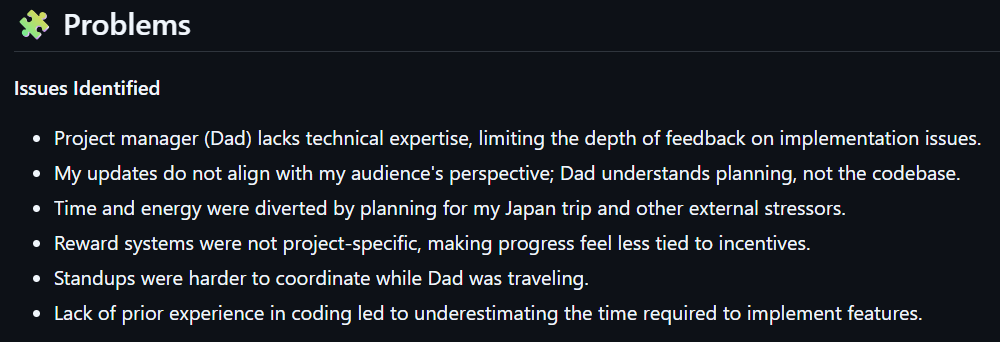 Problems
Issues Identified
Project manager (Dad) lacks technical expertise, limiting the depth of feedback on implementation issues.
My updates do not align with my audience's perspective; Dad understands planning, not the codebase.
Time and energy were diverted by planning for my Japan trip and other external stressors.
Reward systems were not project-specific, making progress feel less tied to incentives.
Standups were harder to coordinate while Dad was traveling.
Lack of prior experience in coding led to underestimating the time required to implement features.